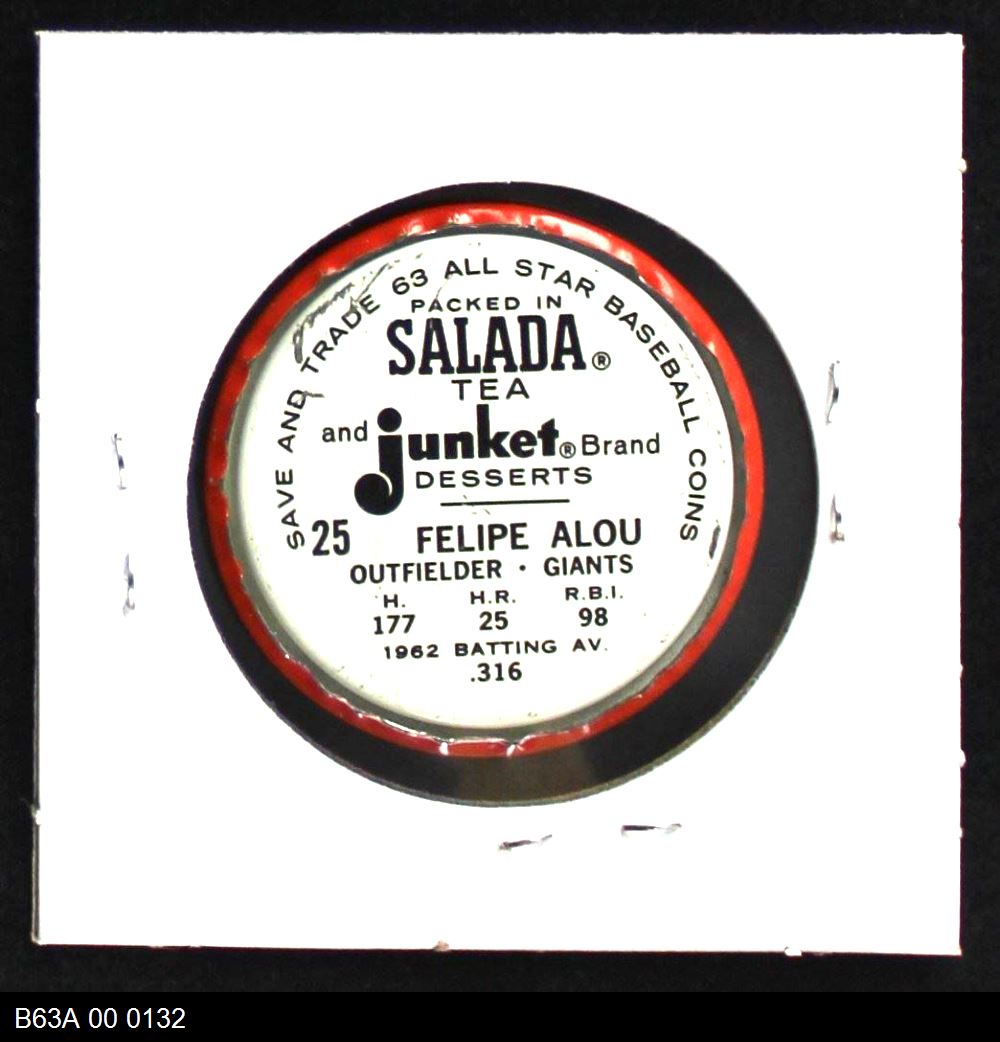 SAVE AND TRADE 63 ALL STAR BASEBALL COINS
PACKED IN
SALADA®
TEA
and junket® Brand
DESSERTS
25 FELIPE ALOU
OUTFIELDER · GIANTS
H. H.R. R.B.I.
177 25 98
1962 BATTING AV.
.316
B63A 00 0132